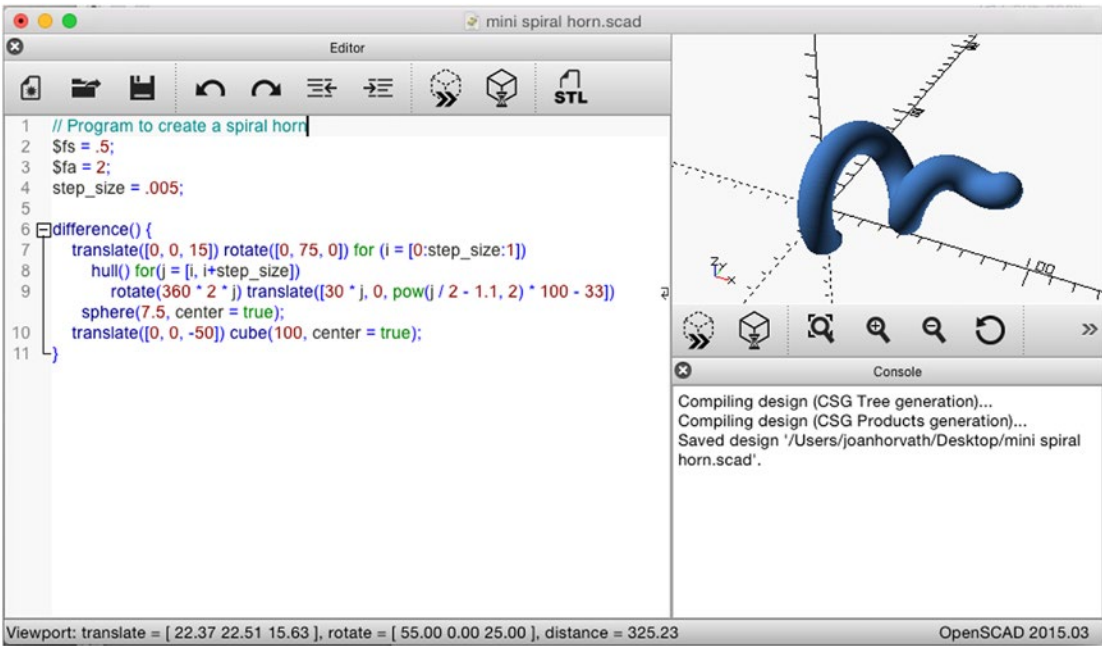 mini spiral horn.scad
Editor
STL
1 // Program to create a spiral horn
2 $fs = .5;
3 $fa = 2;
4 step_size = .005;
5
6 difference() {
7 translate([0, 0, 15]) rotate([0, 75, 0]) for (i = [0:step_size:1])
8 hull() for(j = [i, i+step_size])
9 rotate(360 * 2 * j) translate([30 * j, 0, pow(j / 2 - 1.1, 2) * 100 - 33])
sphere(7.5, center = true);
10 translate([0, 0, -50]) cube(100, center = true);
11 }
z
Y
x
Console
Compiling design (CSG Tree generation)...
Compiling design (CSG Products generation)...
Saved design '/Users/joanhorvath/Desktop/mini spiral
horn.scad'.
Viewport: translate = [ 22.37 22.51 15.63 ], rotate = [ 55.00 0.00 25.00 ], distance = 325.23
OpenSCAD 2015.03